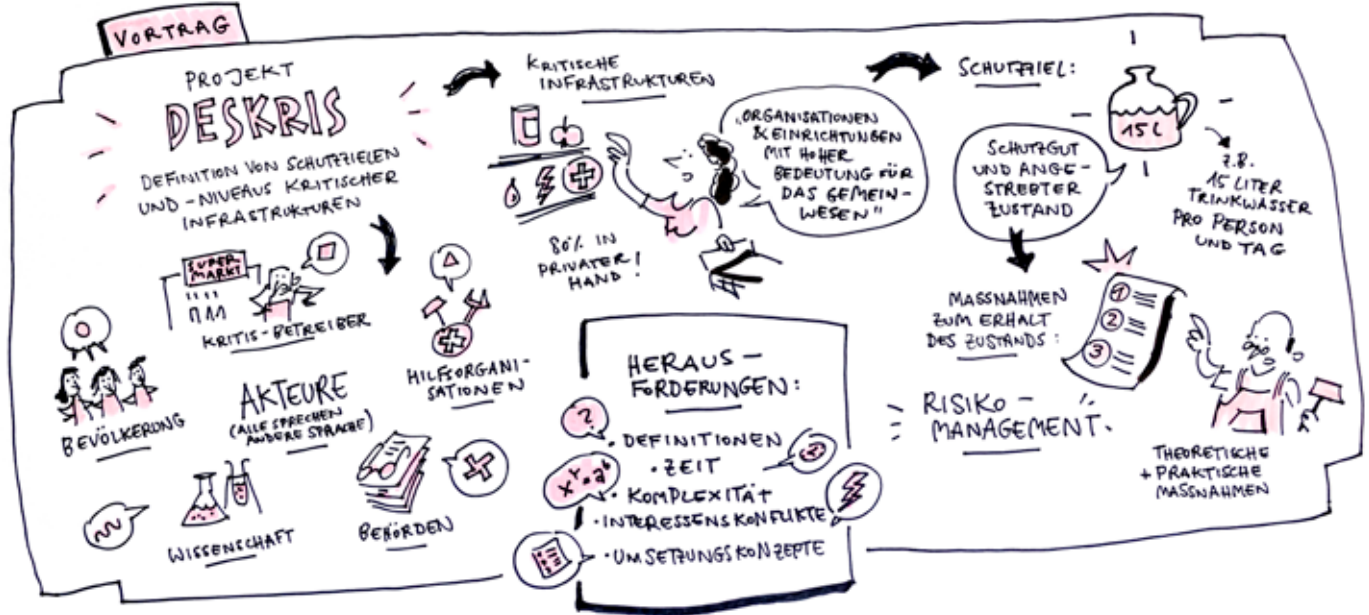 VORTRAG
PROJEKT
DESKRIS
DEFINITION VON SCHUTZZIELEN
UND -NIVEAUS KRITISCHER
INFRASTRUKTUREN
KRITISCHE
INFRASTRUKTUREN
80% IN
PRIVATER
HAND!
„ORGANISATIONEN
& EINRICHTUNGEN
MIT HOHER
BEDEUTUNG FÜR
DAS GEMEIN-
WESEN"
SCHUTZZIEL:
15 L
SCHUTZGUT
UND ANGE-
STREBTER
ZUSTAND
Z.B.
15 LITER
TRINKWASSER
PRO PERSON
UND TAG
MASSNAHMEN
ZUM ERHALT
DES ZUSTANDS:
1
2
3
RISIKO-
MANAGEMENT.
THEORETISCHE
+ PRAKTISCHE
MASSNAHMEN
SUPER
MARKT
KRITIS-BETREIBER
BEVÖLKERUNG
AKTEURE
(ALLE SPRECHEN
ANDERE SPRACHE)
HILFSORGANI-
SATIONEN
WISSENSCHAFT
BEHÖRDEN
HERAUS-
FORDERUNGEN:
?
• DEFINITIONEN
• ZEIT
• KOMPLEXITÄT
• INTERESSENSKONFLIKTE
• UMSETZUNGSKONZEPTE